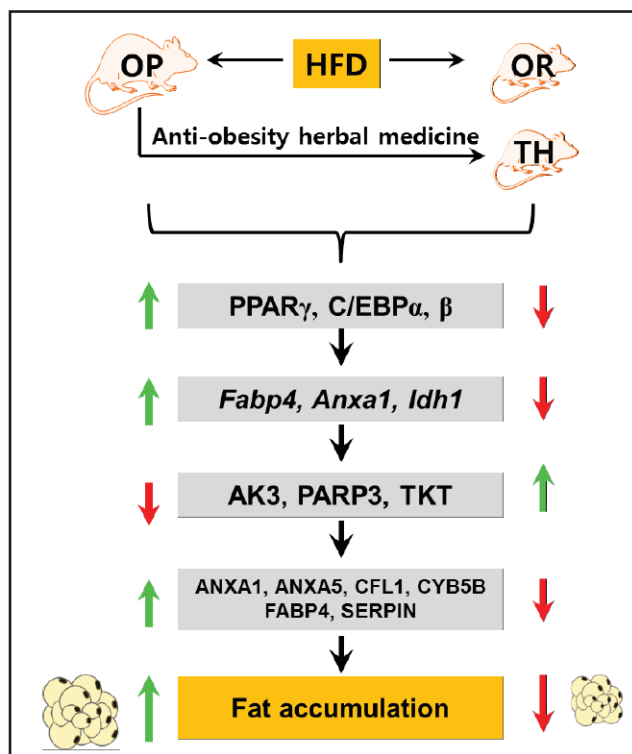 OP
HFD
OR
Anti-obesity herbal medicine
TH
PPARγ, C/EBPα, β
Fabp4, Anxa1, Idh1
AK3, PARP3, TKT
ANXA1, ANXA5, CFL1, CYB5B
FABP4, SERPIN
Fat accumulation